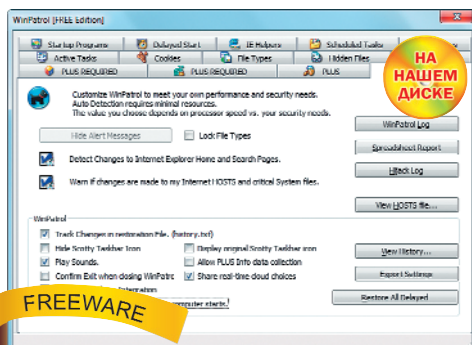 WinPatrol [FREE Edition]
Startup Programs
Delayed Start
IE Helpers
Scheduled Tasks
Active Tasks
Cookies
File Types
Hidden Files
PLUS REQUIRED
PLUS REQUIRED
PLUS
НА
НАШЕМ
ДИСКЕ
Customize WinPatrol to meet your own performance and security needs.
Auto Detection requires minimal resources.
The value you choose depends on processor speed vs. your security needs.
WinPatrol Log
Hide Alert Messages
Lock File Types
Spreadsheet Report
Detect Changes to Internet Explorer Home and Search Pages.
HJack Log
Warn if changes are made to my Internet HOSTS and critical System files.
View HOSTS file...
WinPatrol
Track Changes in restoration File. (history.txt)
Hide Scotty Taskbar Icon
Display original Scotty Taskbar icon
View History...
Play Sounds.
Allow PLUS Info data collection
Confirm Exit when closing WinPatrc
Share real-time cloud choices
Export Settings
Integration
Restore All Delayed
computer starts.
FREEWARE